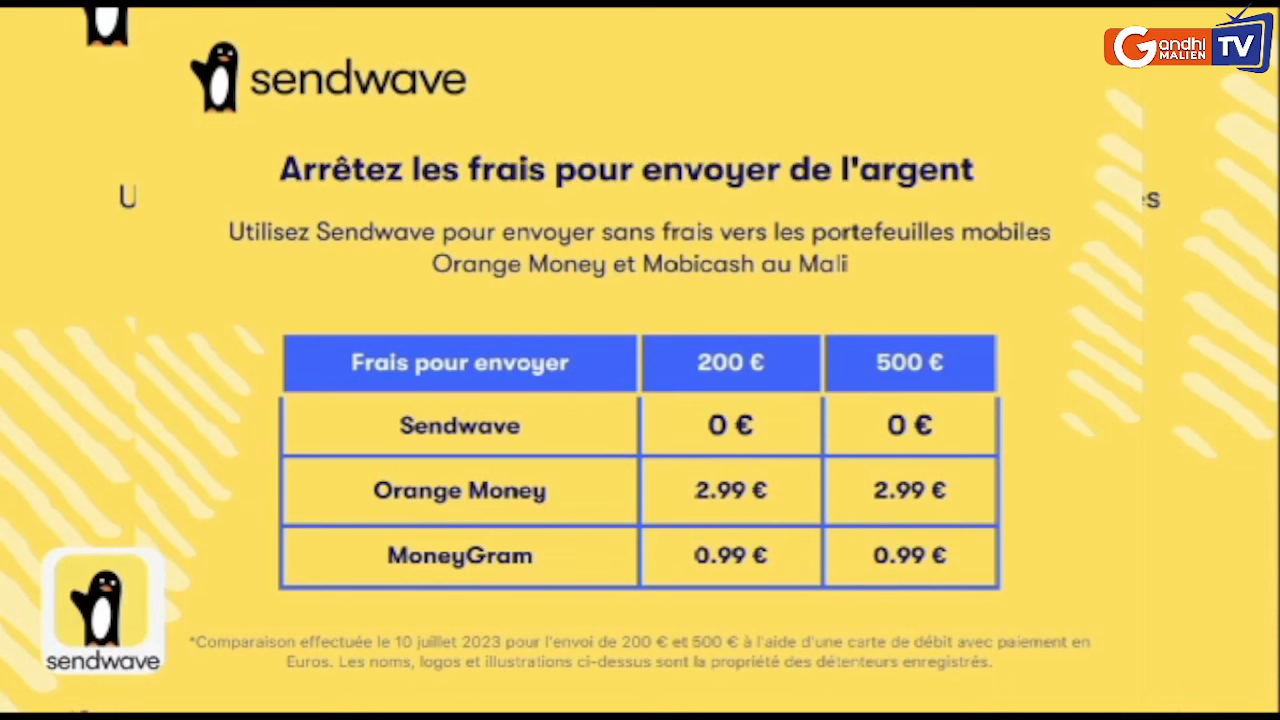 Gandhi
MALIEN
TV
sendwave
Arrêtez les frais pour envoyer de l'argent
Utilisez Sendwave pour envoyer sans frais vers les portefeuilles mobiles
Orange Money et Mobicash au Mali
Frais pour envoyer 200 € 500 €
Sendwave 0 € 0 €
Orange Money 2.99 € 2.99 €
MoneyGram 0.99 € 0.99 €
sendwave
*Comparaison effectuée le 10 juillet 2023 pour l'envoi de 200 € et 500 € à l'aide d'une carte de débit avec paiement en
Euros. Les noms, logos et illustrations ci-dessus sont la propriété des détenteurs enregistrés.